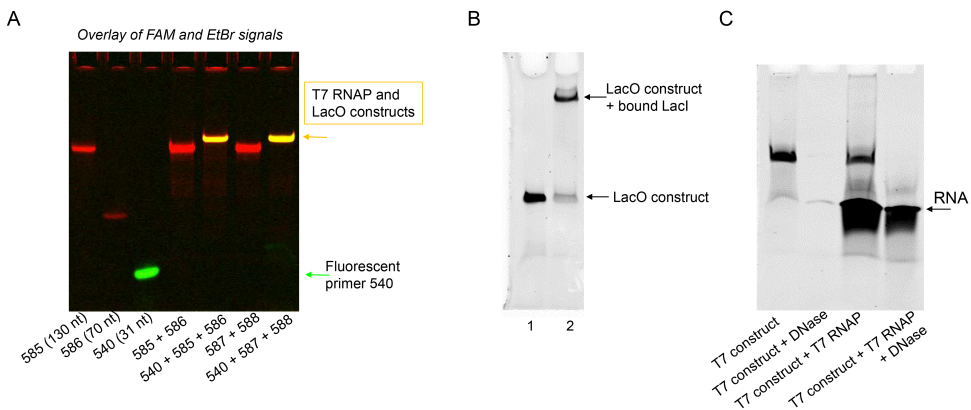 A
Overlay of FAM and EtBr signals
T7 RNAP and
LacO constructs
Fluorescent
primer 540
585 (130 nt)
586 (70 nt)
540 (31 nt)
585 + 586
540 + 585 + 586
587 + 588
540 + 587 + 588
B
LacO construct
+ bound LacI
LacO construct
1
2
C
RNA
T7 construct
T7 construct + DNase
T7 construct + T7 RNAP
T7 construct + T7 RNAP
+ DNase